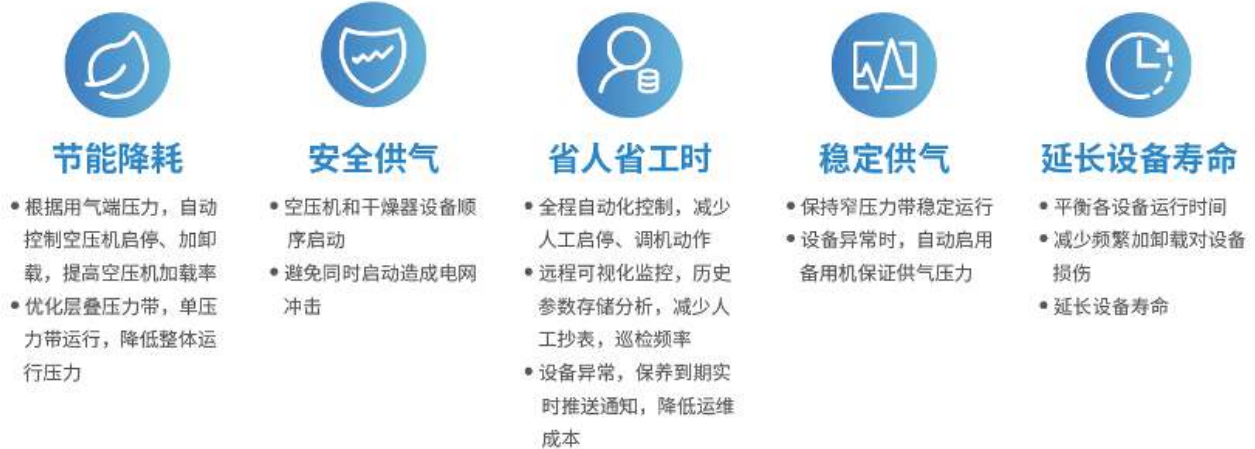 节能降耗
• 根据用气端压力，自动
控制空压机启停、加卸
载，提高空压机加载率
• 优化层叠压力带，单压
力带运行，降低整体运
行压力
安全供气
• 空压机和干燥器设备顺
序启动
• 避免同时启动造成电网
冲击
省人省工时
• 全程自动化控制，减少
人工启停、调机动作
• 远程可视化监控，历史
参数存储分析，减少人
工抄表，巡检频率
• 设备异常，保养到期实
时推送通知，降低运维
成本
稳定供气
• 保持窄压力带稳定运行
• 设备异常时，自动启用
备用机保证供气压力
延长设备寿命
• 平衡各设备运行时间
• 减少频繁加卸载对设备
损伤
• 延长设备寿命